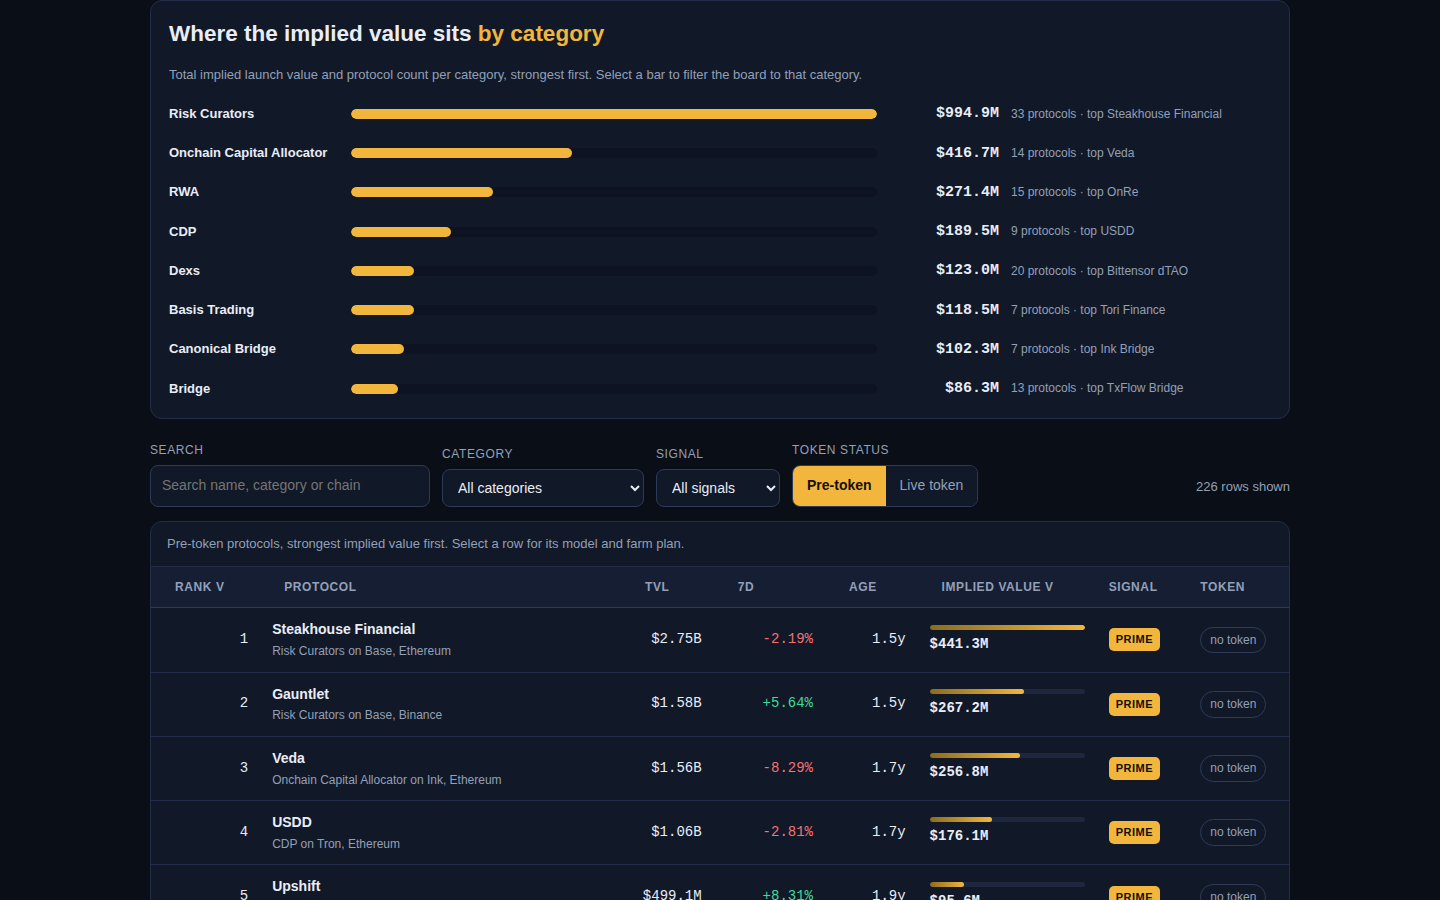 Where the implied value sits by category
Total implied launch value and protocol count per category, strongest first. Select a bar to filter the board to that category.
Risk Curators $994.9M 33 protocols · top Steakhouse Financial
Onchain Capital Allocator $416.7M 14 protocols · top Veda
RWA $271.4M 15 protocols · top OnRe
CDP $189.5M 9 protocols · top USDD
Dexs $123.0M 20 protocols · top Bittensor dTAO
Basis Trading $118.5M 7 protocols · top Tori Finance
Canonical Bridge $102.3M 7 protocols · top Ink Bridge
Bridge $86.3M 13 protocols · top TxFlow Bridge
SEARCH CATEGORY SIGNAL TOKEN STATUS
Search name, category or chain All categories All signals Pre-token Live token 226 rows shown
Pre-token protocols, strongest implied value first. Select a row for its model and farm plan.
RANK V PROTOCOL TVL 7D AGE IMPLIED VALUE V SIGNAL TOKEN
1 Steakhouse Financial $2.75B -2.19% 1.5y $441.3M PRIME no token
Risk Curators on Base, Ethereum
2 Gauntlet $1.58B +5.64% 1.5y $267.2M PRIME no token
Risk Curators on Base, Binance
3 Veda $1.56B -8.29% 1.7y $256.8M PRIME no token
Onchain Capital Allocator on Ink, Ethereum
4 USDD $1.06B -2.81% 1.7y $176.1M PRIME no token
CDP on Tron, Ethereum
5 Upshift $499.1M +8.31% 1.9y $95.6M PRIME no token